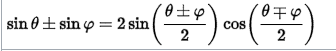 sin θ ± sin φ = 2 sin( (θ ± φ)/2 ) cos( (θ ∓ φ)/2 )